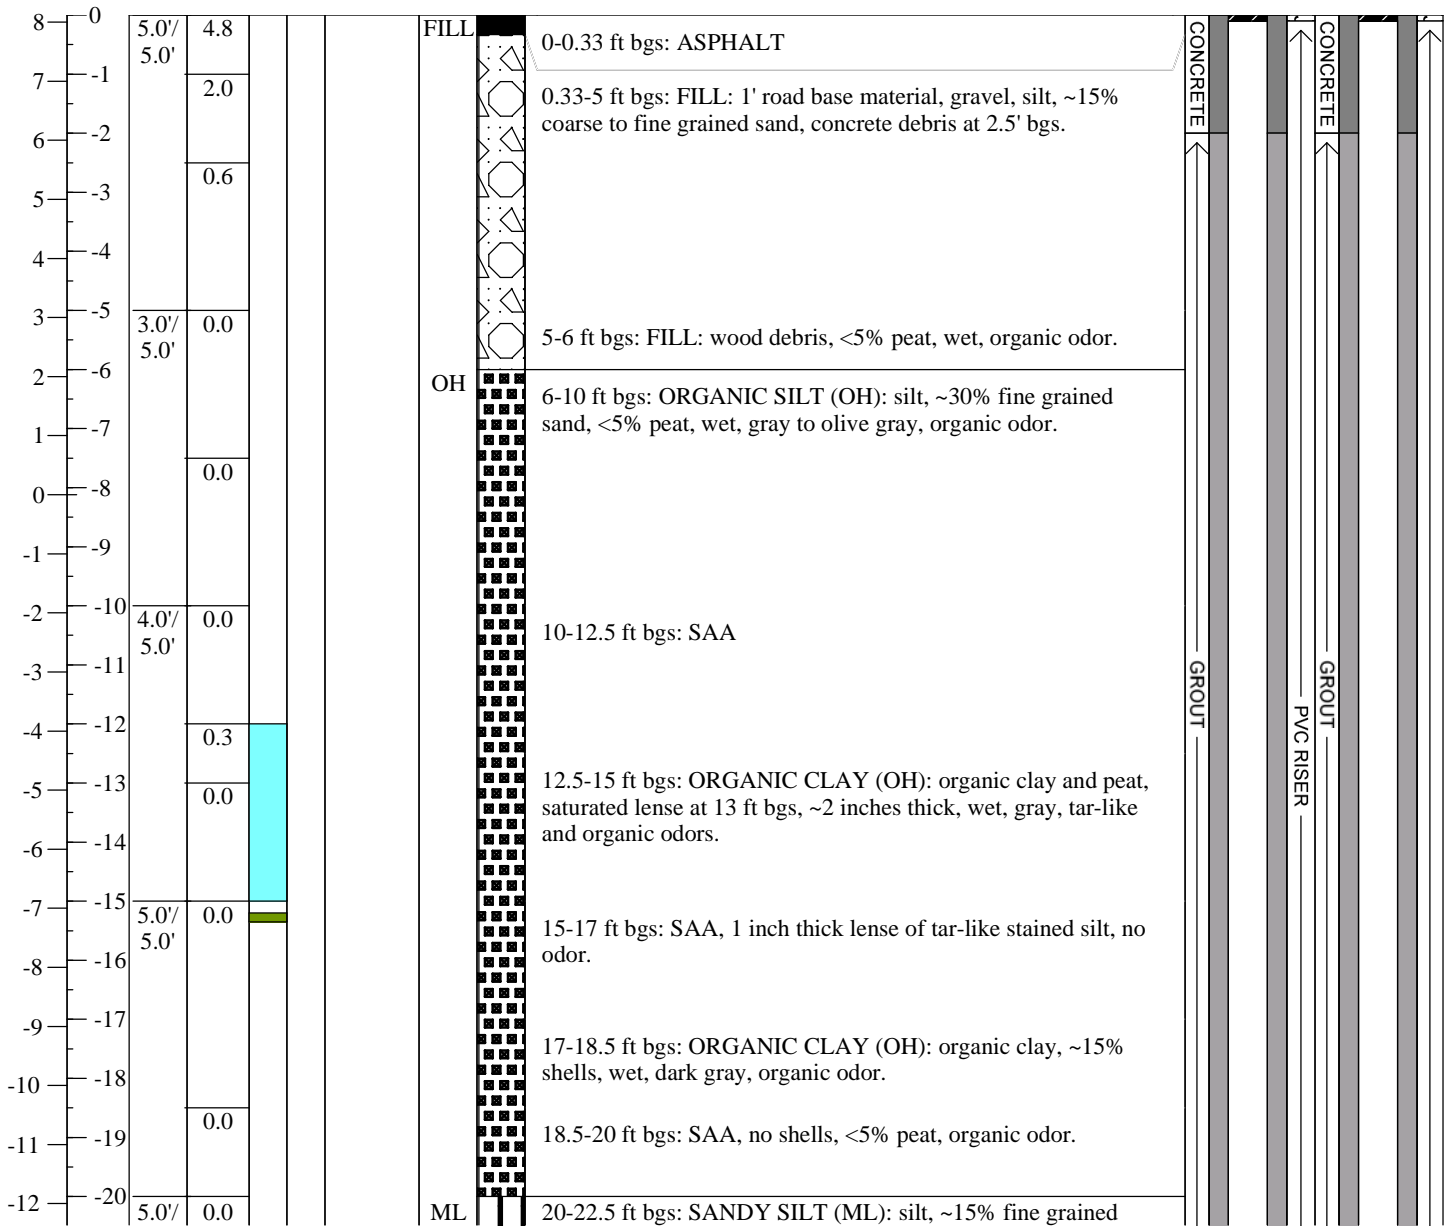 8
0
5.0'/
5.0'
4.8
FILL
0-0.33 ft bgs: ASPHALT
CONCRETE
CONCRETE
7
-1
2.0
0.33-5 ft bgs: FILL: 1' road base material, gravel, silt, ~15%
coarse to fine grained sand, concrete debris at 2.5' bgs.
6
-2
0.6
5
-3
4
-4
3
-5
3.0'/
5.0'
0.0
5-6 ft bgs: FILL: wood debris, <5% peat, wet, organic odor.
2
-6
OH
6-10 ft bgs: ORGANIC SILT (OH): silt, ~30% fine grained
sand, <5% peat, wet, gray to olive gray, organic odor.
1
-7
0.0
0
-8
-1
-9
-2
-10
4.0'/
5.0'
0.0
10-12.5 ft bgs: SAA
-3
-11
GROUT
GROUT
PVC RISER
-4
-12
0.3
-5
-13
0.0
12.5-15 ft bgs: ORGANIC CLAY (OH): organic clay and peat,
saturated lense at 13 ft bgs, ~2 inches thick, wet, gray, tar-like
and organic odors.
-6
-14
-7
-15
5.0'/
5.0'
0.0
15-17 ft bgs: SAA, 1 inch thick lense of tar-like stained silt, no
odor.
-8
-16
-9
-17
17-18.5 ft bgs: ORGANIC CLAY (OH): organic clay, ~15%
shells, wet, dark gray, organic odor.
-10
-18
0.0
-11
-19
18.5-20 ft bgs: SAA, no shells, <5% peat, organic odor.
-12
-20
5.0'/
0.0
ML
20-22.5 ft bgs: SANDY SILT (ML): silt, ~15% fine grained